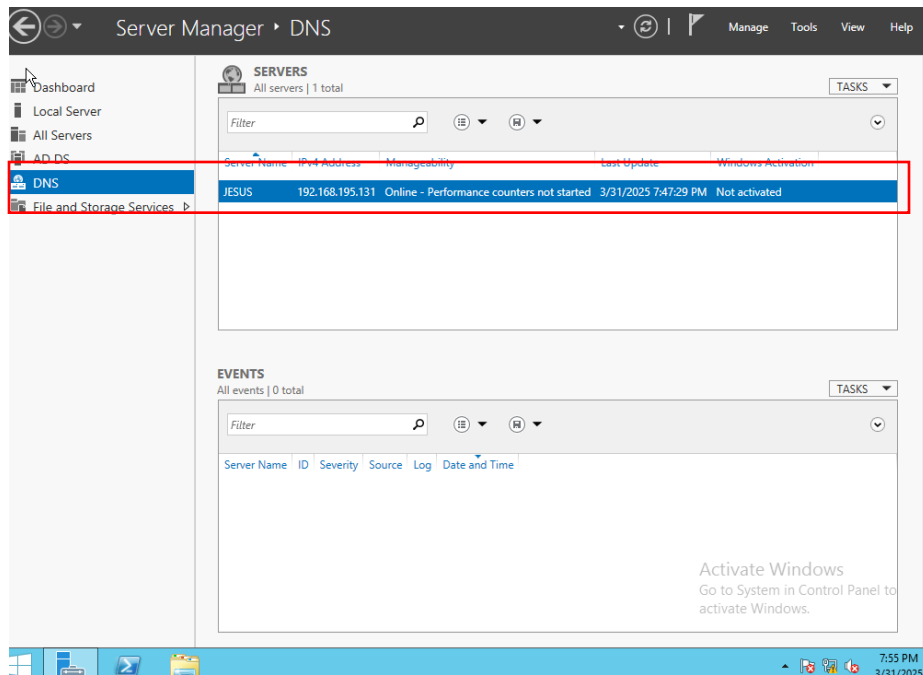 Server Manager ‣ DNS
Manage Tools View Help
Dashboard
Local Server
All Servers
AD DS
DNS
File and Storage Services
SERVERS
All servers | 1 total
TASKS
Filter
Server Name IPv4 Address Manageability Last Update Windows Activation
JESUS 192.168.195.131 Online - Performance counters not started 3/31/2025 7:47:29 PM Not activated
EVENTS
All events | 0 total
TASKS
Filter
Server Name ID Severity Source Log Date and Time
Activate Windows
Go to System in Control Panel to
activate Windows.
7:55 PM
3/31/2025